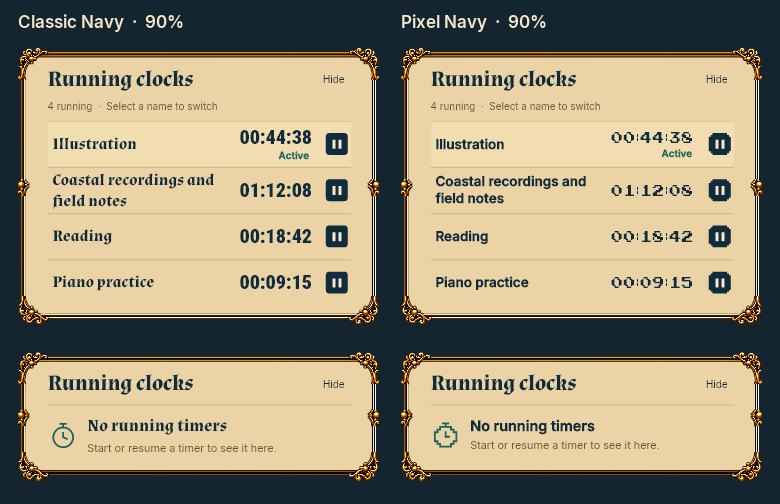 Classic Navy · 90%
Running clocks
Hide
4 running · Select a name to switch
Illustration
00:44:38
Active
Coastal recordings and
field notes
01:12:08
Reading
00:18:42
Piano practice
00:09:15
Running clocks
Hide
No running timers
Start or resume a timer to see it here.
Pixel Navy · 90%
Running clocks
Hide
4 running · Select a name to switch
Illustration
00:44:38
Active
Coastal recordings and
field notes
01:12:08
Reading
00:18:42
Piano practice
00:09:15
Running clocks
Hide
No running timers
Start or resume a timer to see it here.